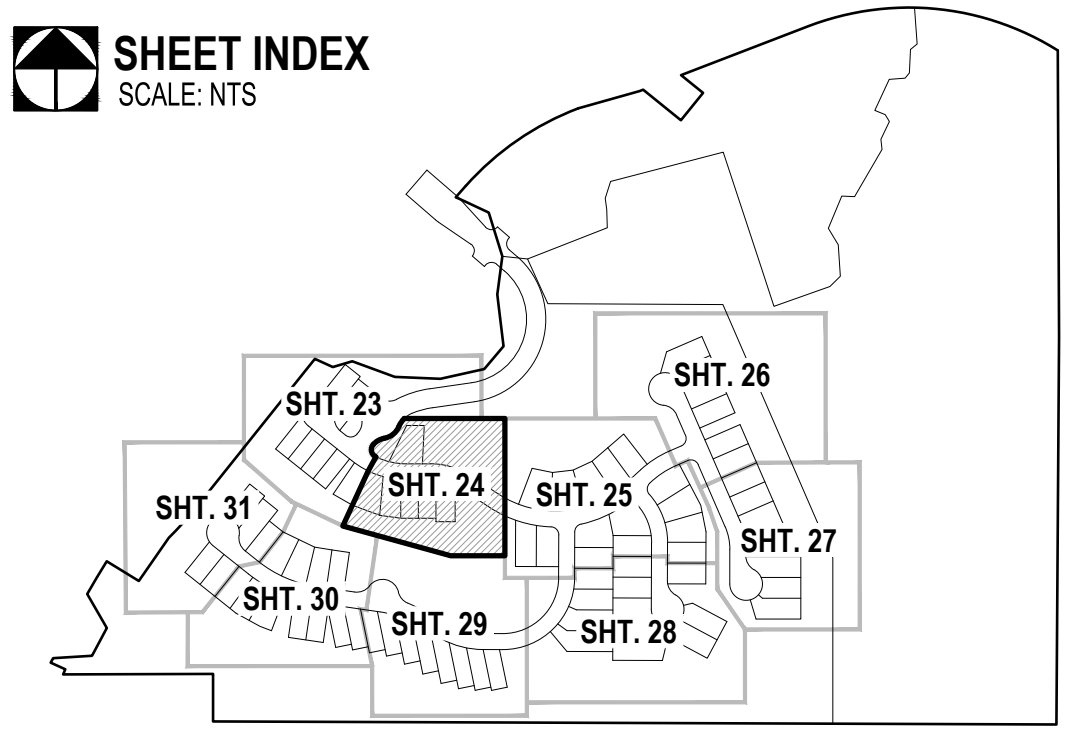 SHEET INDEX
SCALE: NTS
SHT. 26
SHT. 23
SHT. 24
SHT. 25
SHT. 31
SHT. 27
SHT. 30
SHT. 29
SHT. 28